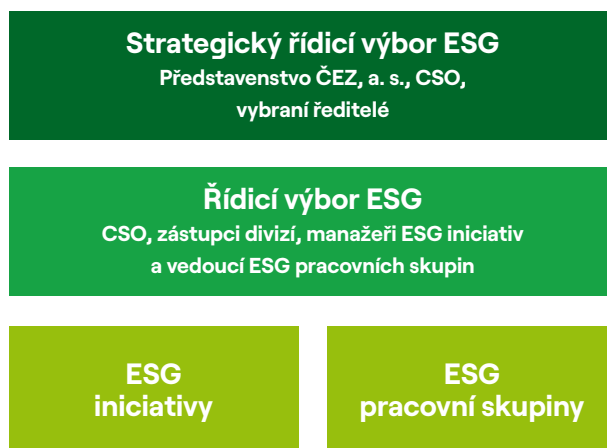 Strategický řídicí výbor ESG
Představenstvo ČEZ, a. s., CSO,
vybraní ředitelé
Řídicí výbor ESG
CSO, zástupci divizí, manažeři ESG iniciativ
a vedoucí ESG pracovních skupin
ESG
iniciativy
ESG
pracovní skupiny